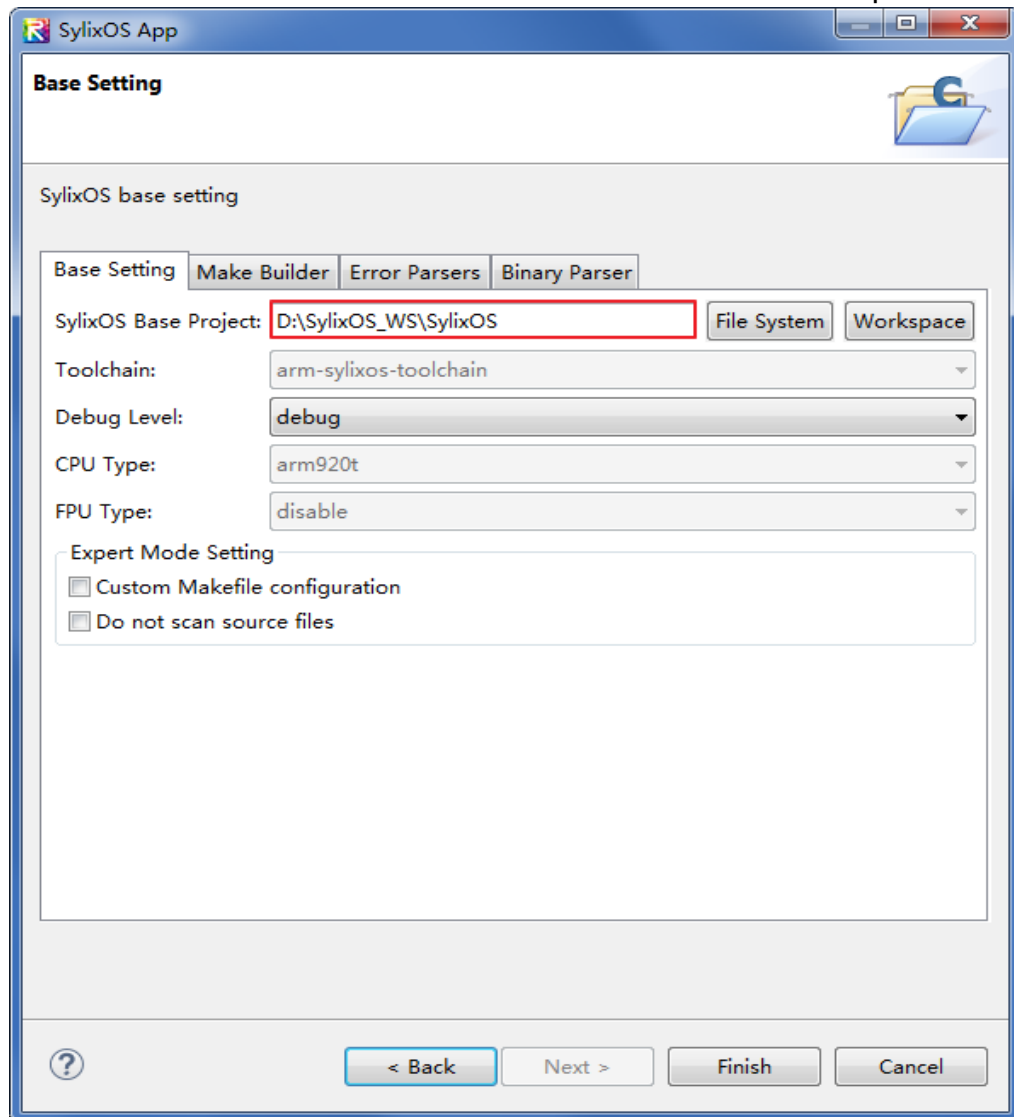 SylixOS App
Base Setting
SylixOS base setting
Base Setting Make Builder Error Parsers Binary Parser
SylixOS Base Project: D:\SylixOS_WS\SylixOS File System Workspace
Toolchain: arm-sylixos-toolchain
Debug Level: debug
CPU Type: arm920t
FPU Type: disable
Expert Mode Setting
Custom Makefile configuration
Do not scan source files
< Back Next > Finish Cancel